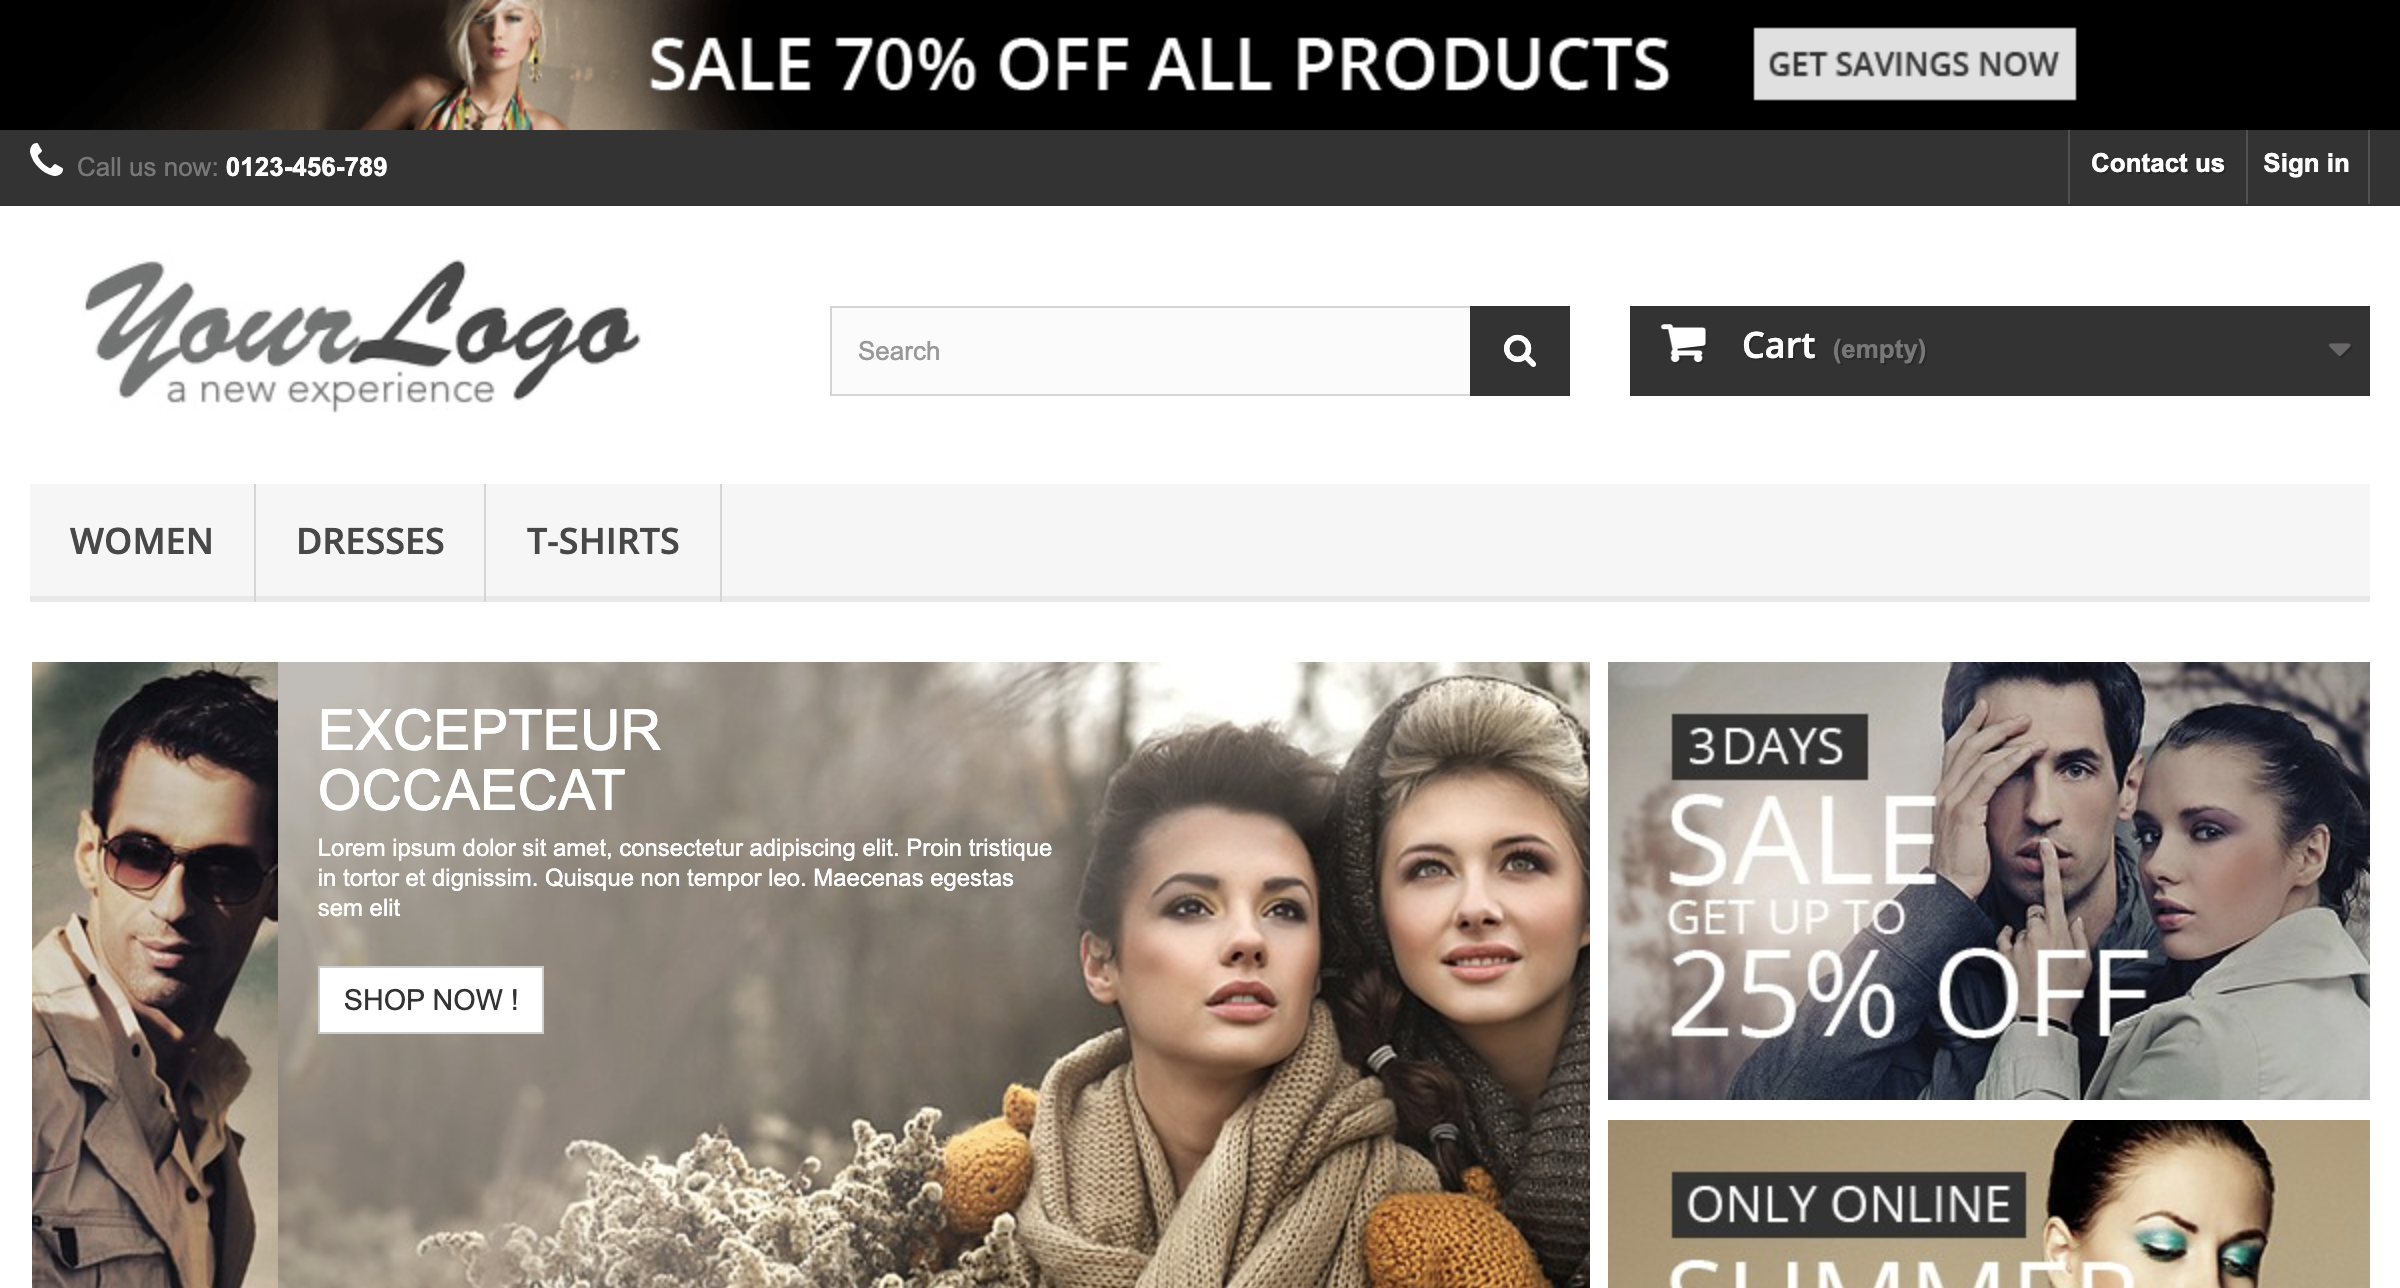 SALE 70% OFF ALL PRODUCTS
GET SAVINGS NOW
Call us now: 0123-456-789
Contact us
Sign in
YourLogo
a new experience
Search
Cart (empty)
WOMEN
DRESSES
T-SHIRTS
EXCEPTEUR
OCCAECAT
Lorem ipsum dolor sit amet, consectetur adipiscing elit. Proin tristique
in tortor et dignissim. Quisque non tempor leo. Maecenas egestas
sem elit
SHOP NOW !
3 DAYS
SALE
GET UP TO
25% OFF
ONLY ONLINE
SUMMER